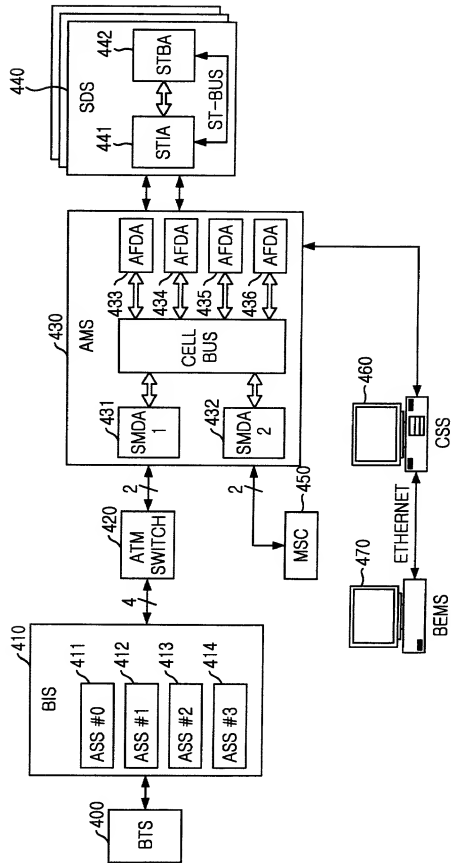 400
BTS
410
BIS
411
ASS #0
412
ASS #1
413
ASS #2
414
ASS #3
4
420
ATM
SWITCH
2
2
450
MSC
430
AMS
431
SMDA
1
432
SMDA
2
CELL
BUS
433
AFDA
434
AFDA
435
AFDA
436
AFDA
440
SDS
441
STIA
442
STBA
ST-BUS
470
BEMS
ETHERNET
460
CSS